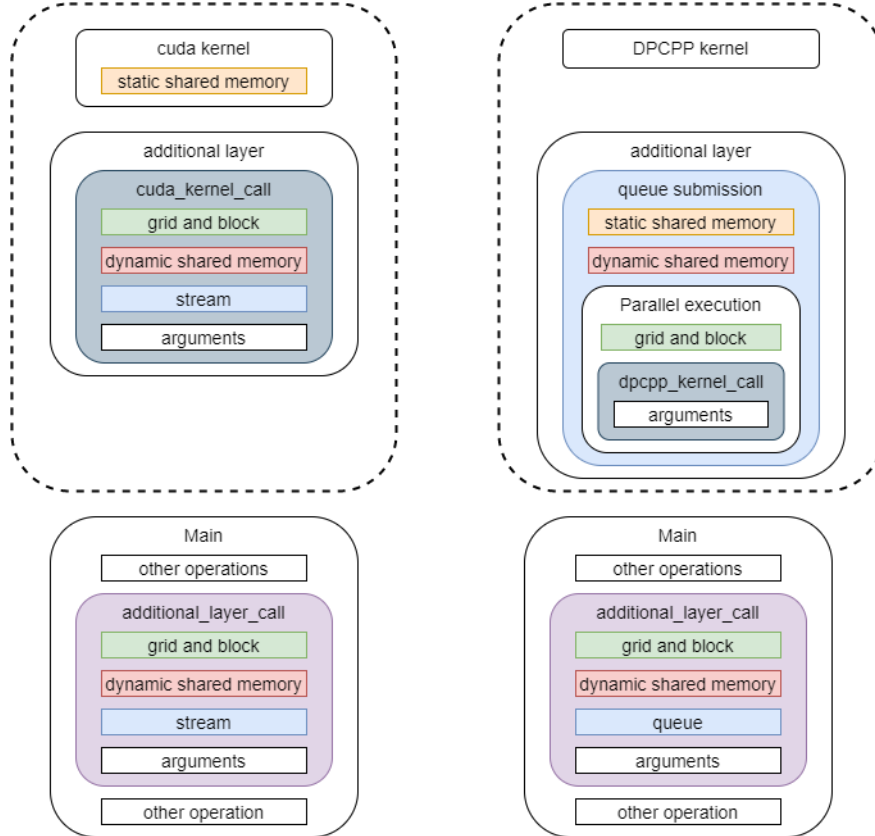 cuda kernel
static shared memory
additional layer
cuda_kernel_call
grid and block
dynamic shared memory
stream
arguments
Main
other operations
additional_layer_call
grid and block
dynamic shared memory
stream
arguments
other operation
DPCPP kernel
additional layer
queue submission
static shared memory
dynamic shared memory
Parallel execution
grid and block
dpcpp_kernel_call
arguments
Main
other operations
additional_layer_call
grid and block
dynamic shared memory
queue
arguments
other operation